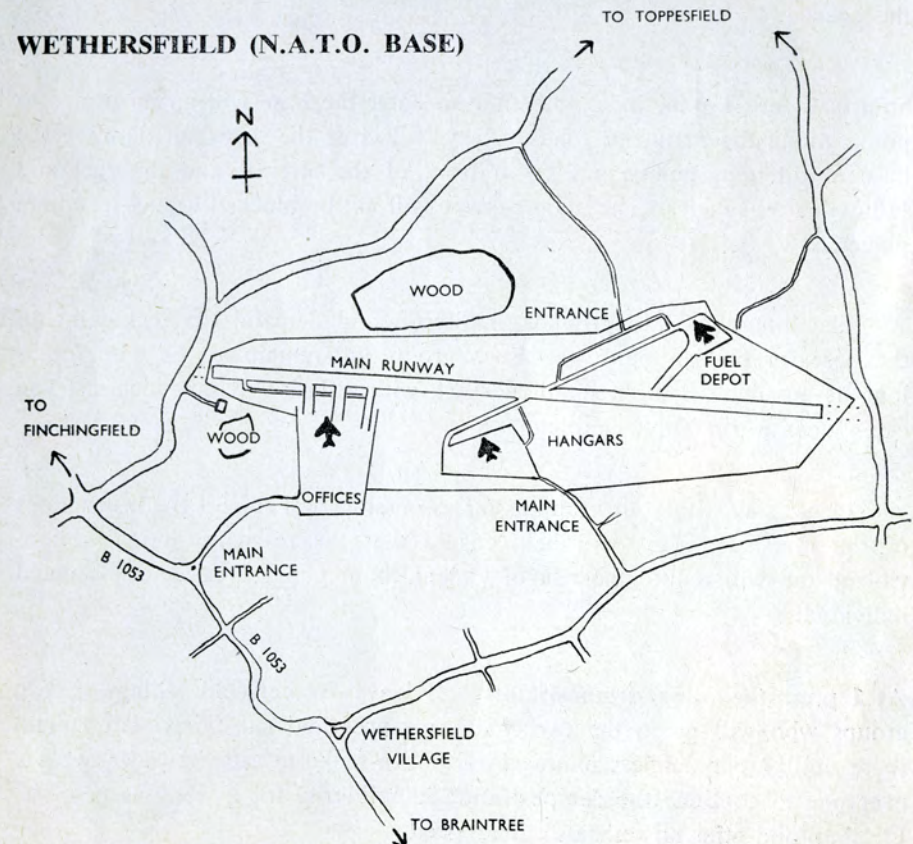 TO TOPPESFIELD
WETHERSFIELD (N.A.T.O. BASE)
N
WOOD
ENTRANCE
MAIN RUNWAY
FUEL
DEPOT
TO
FINCHINGFIELD
WOOD
HANGARS
OFFICES
MAIN
ENTRANCE
MAIN
ENTRANCE
B 1053
B 1053
WETHERSFIELD
VILLAGE
TO BRAINTREE